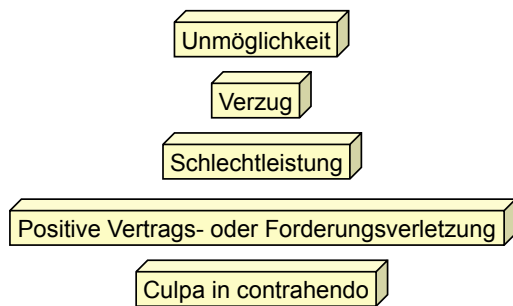 Unmöglichkeit
Verzug
Schlechtleistung
Positive Vertrags- oder Forderungsverletzung
Culpa in contrahendo